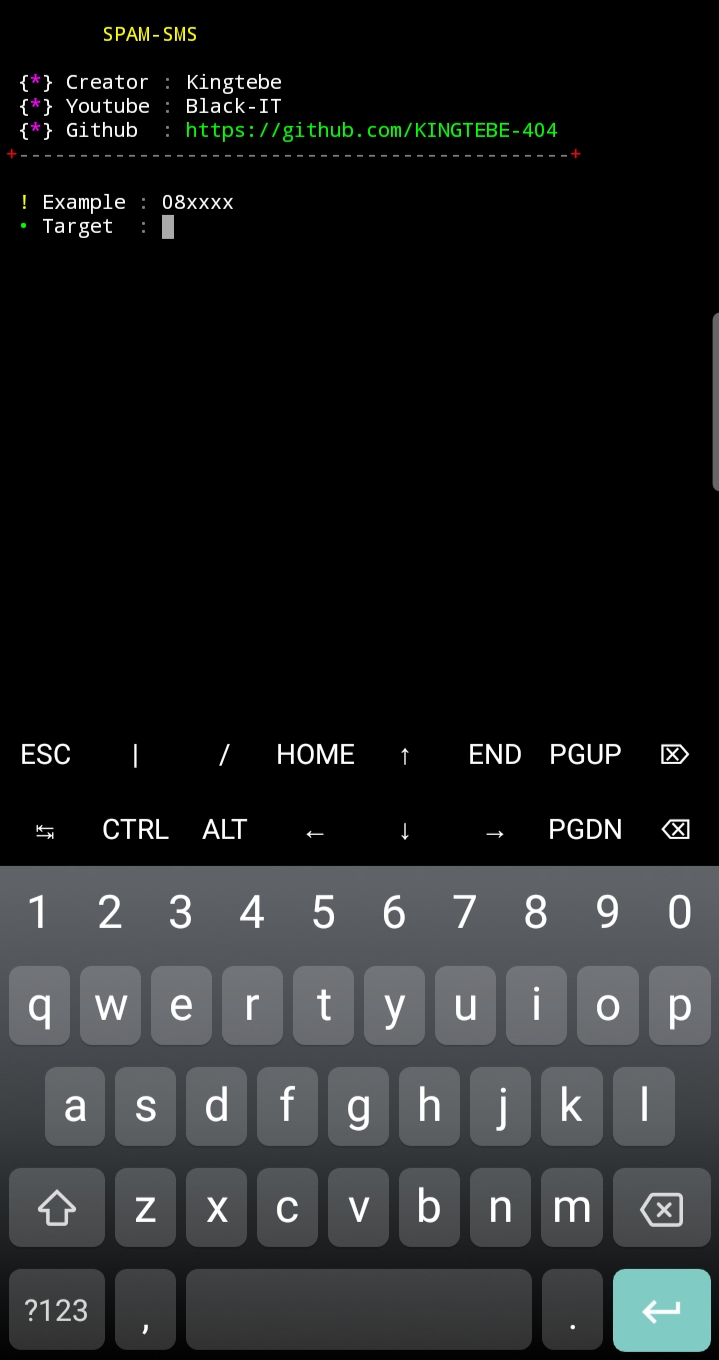 SPAM-SMS
{*} Creator : Kingtebe
{*} Youtube : Black-IT
{*} Github  : https://github.com/KINGTEBE-404
+----------------------------------------------+
! Example : 08xxxx
• Target  :
ESC | / HOME ↑ END PGUP ⌦
↹ CTRL ALT ← ↓ → PGDN ⌫
1 2 3 4 5 6 7 8 9 0
q w e r t y u i o p
a s d f g h j k l
z x c v b n m
?123 , .